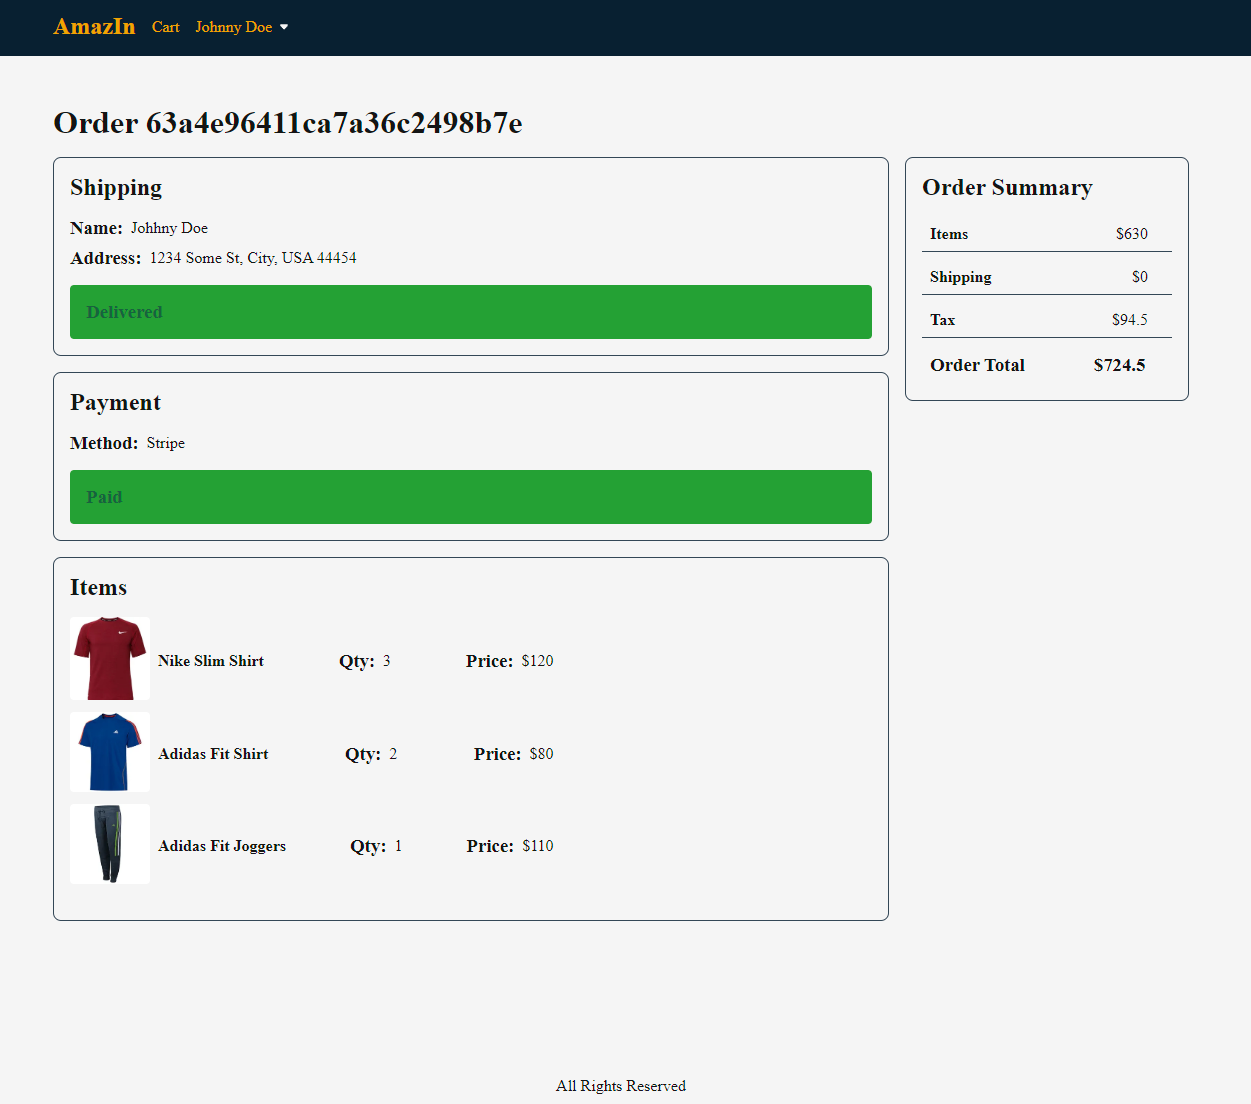 AmazIn Cart Johnny Doe
Order 63a4e96411ca7a36c2498b7e
Shipping
Name: Johhny Doe
Address: 1234 Some St, City, USA 44454
Delivered
Payment
Method: Stripe
Paid
Items
Nike Slim Shirt Qty: 3 Price: $120
Adidas Fit Shirt Qty: 2 Price: $80
Adidas Fit Joggers Qty: 1 Price: $110
Order Summary
Items $630
Shipping $0
Tax $94.5
Order Total $724.5
All Rights Reserved